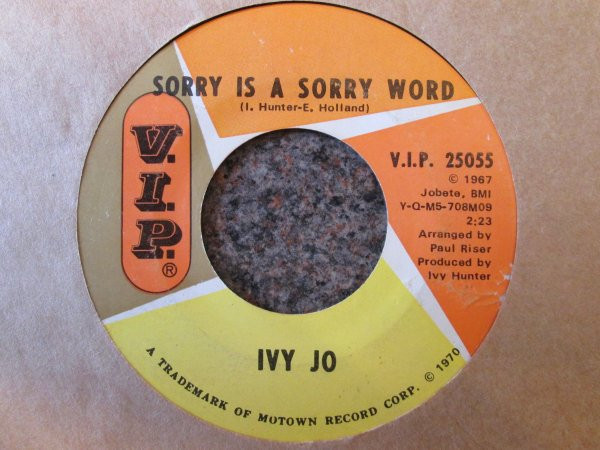 SORRY IS A SORRY WORD
(I. Hunter-E. Holland)
V.I.P.®
V.I.P. 25055
© 1967
Jobete, BMI
Y-Q-M5-708M09
2:23
Arranged by
Paul Riser
Produced by
Ivy Hunter
IVY JO
A TRADEMARK OF MOTOWN RECORD CORP. © 1970